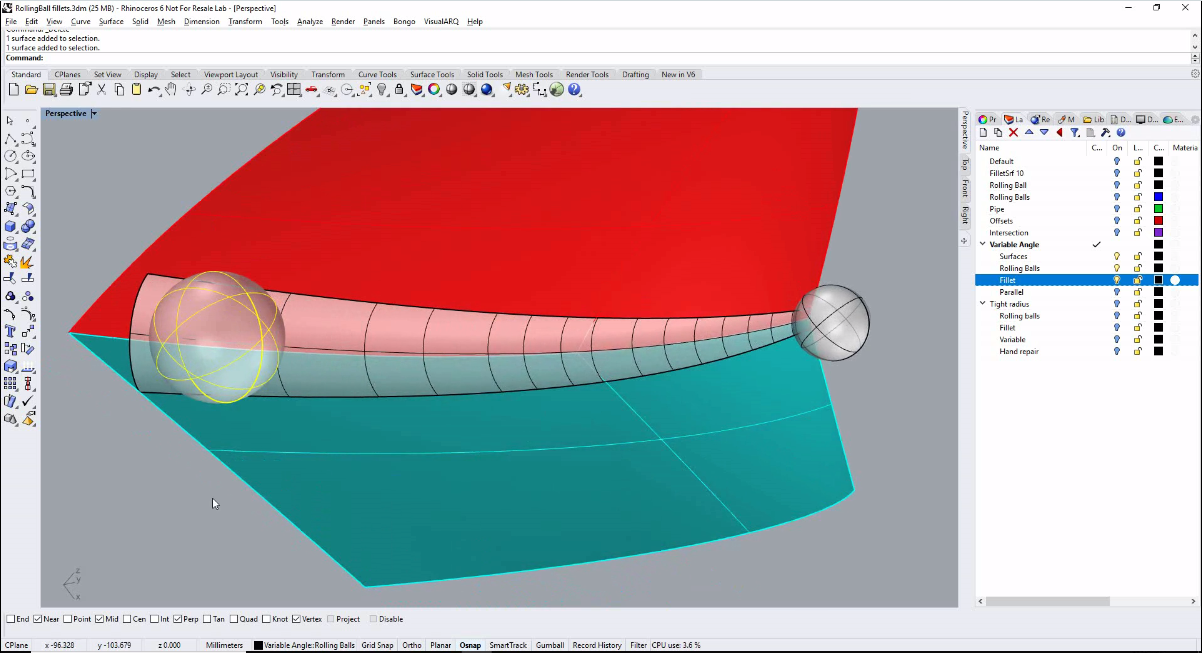 RollingBall fillets.3dm (25 MB) - Rhinoceros 6 Not For Resale Lab - [Perspective]
File Edit View Curve Surface Solid Mesh Dimension Transform Tools Analyze Render Panels Bongo VisualARQ Help
Command: _Delete
1 surface added to selection.
1 surface added to selection.
Command:
Standard CPlanes Set View Display Select Viewport Layout Visibility Transform Curve Tools Surface Tools Solid Tools Mesh Tools Render Tools Drafting New in V6
Perspective
Perspective
Top
Front
Right
Pr La Re M Lib D... D... E...
Name C... On L... C... Materia
Default
FilletSrf 10
Rolling Ball
Rolling Balls
Pipe
Offsets
Intersection
Variable Angle
Surfaces
Rolling Balls
Fillet
Parallel
Tight radius
Rolling balls
Fillet
Variable
Hand repair
z
y
x
End Near Point Mid Cen Int Perp Tan Quad Knot Vertex Project Disable
CPlane x -96.328 y -103.679 z 0.000 Millimeters Variable Angle::Rolling Balls Grid Snap Ortho Planar Osnap SmartTrack Gumball Record History Filter CPU use: 3.6 %